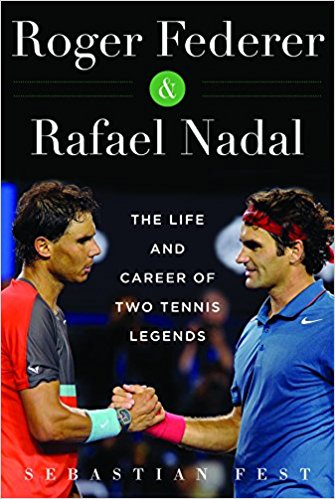 Roger Federer
&
Rafael Nadal
THE LIFE
AND
CAREER OF
TWO TENNIS
LEGENDS
SEBASTIAN FEST